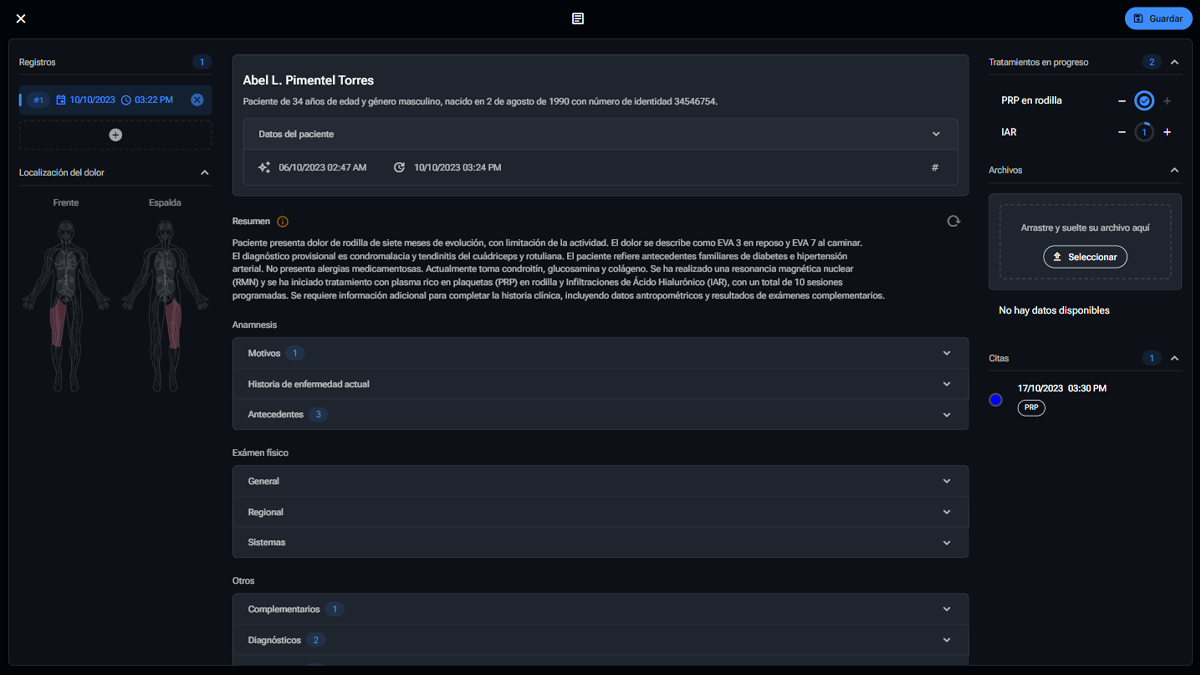 Guardar
Registros 1
#1 10/10/2023 03:22 PM
Localización del dolor
Frente Espalda
Abel L. Pimentel Torres
Paciente de 34 años de edad y género masculino, nacido en 2 de agosto de 1990 con número de identidad 34546754.
Datos del paciente
06/10/2023 02:47 AM 10/10/2023 03:24 PM #
Resumen
Paciente presenta dolor de rodilla de siete meses de evolución, con limitación de la actividad. El dolor se describe como EVA 3 en reposo y EVA 7 al caminar.
El diagnóstico provisional es condromalacia y tendinitis del cuádriceps y rotuliana. El paciente refiere antecedentes familiares de diabetes e hipertensión
arterial. No presenta alergias medicamentosas. Actualmente toma condroitín, glucosamina y colágeno. Se ha realizado una resonancia magnética nuclear
(RMN) y se ha iniciado tratamiento con plasma rico en plaquetas (PRP) en rodilla y Infiltraciones de Ácido Hialurónico (IAR), con un total de 10 sesiones
programadas. Se requiere información adicional para completar la historia clínica, incluyendo datos antropométricos y resultados de exámenes complementarios.
Anamnesis
Motivos 1
Historia de enfermedad actual
Antecedentes 3
Exámen físico
General
Regional
Sistemas
Otros
Complementarios 1
Diagnósticos 2
Tratamientos en progreso 2
PRP en rodilla
IAR 1
Archivos
Arrastre y suelte su archivo aquí
Seleccionar
No hay datos disponibles
Citas 1
17/10/2023 03:30 PM
PRP